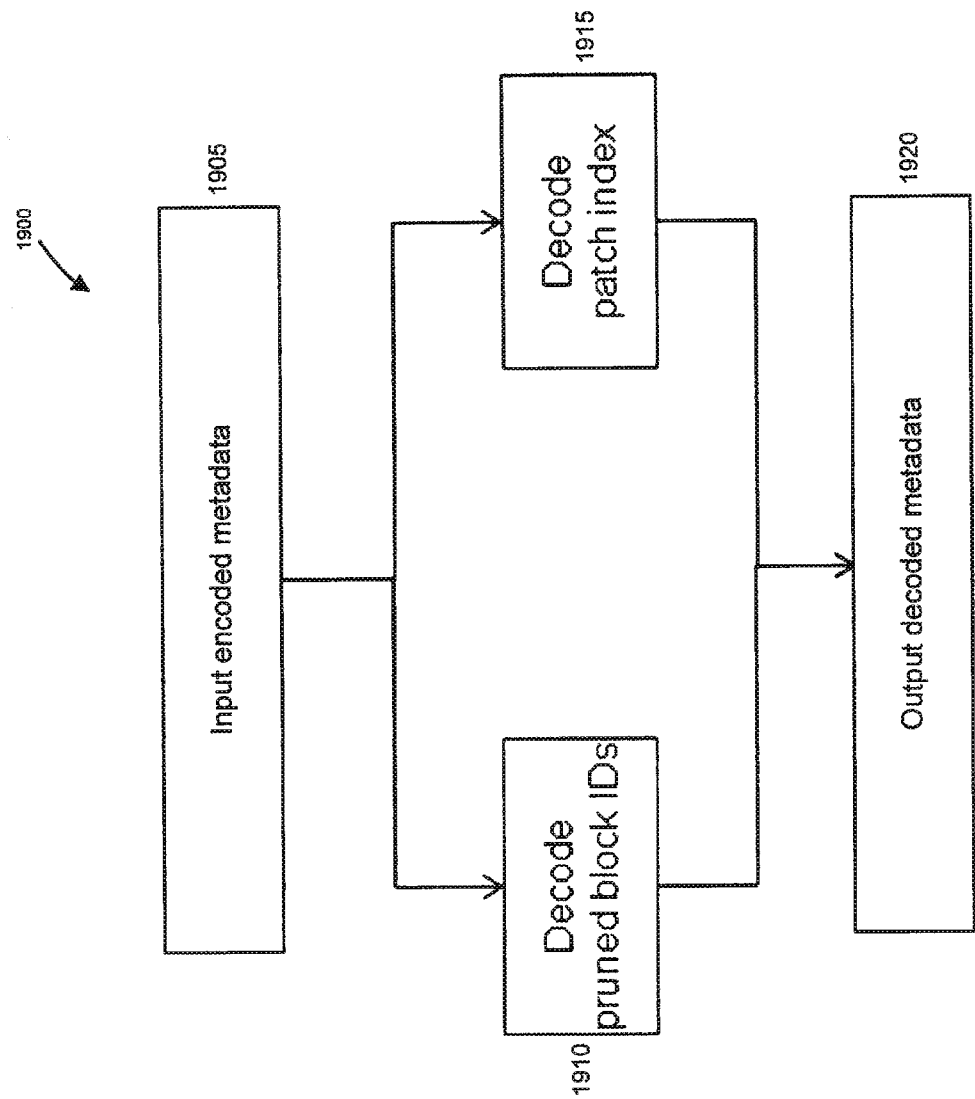 1900
Input encoded metadata
1905
Decode
pruned block IDs
1910
Decode
patch index
1915
Output decoded metadata
1920